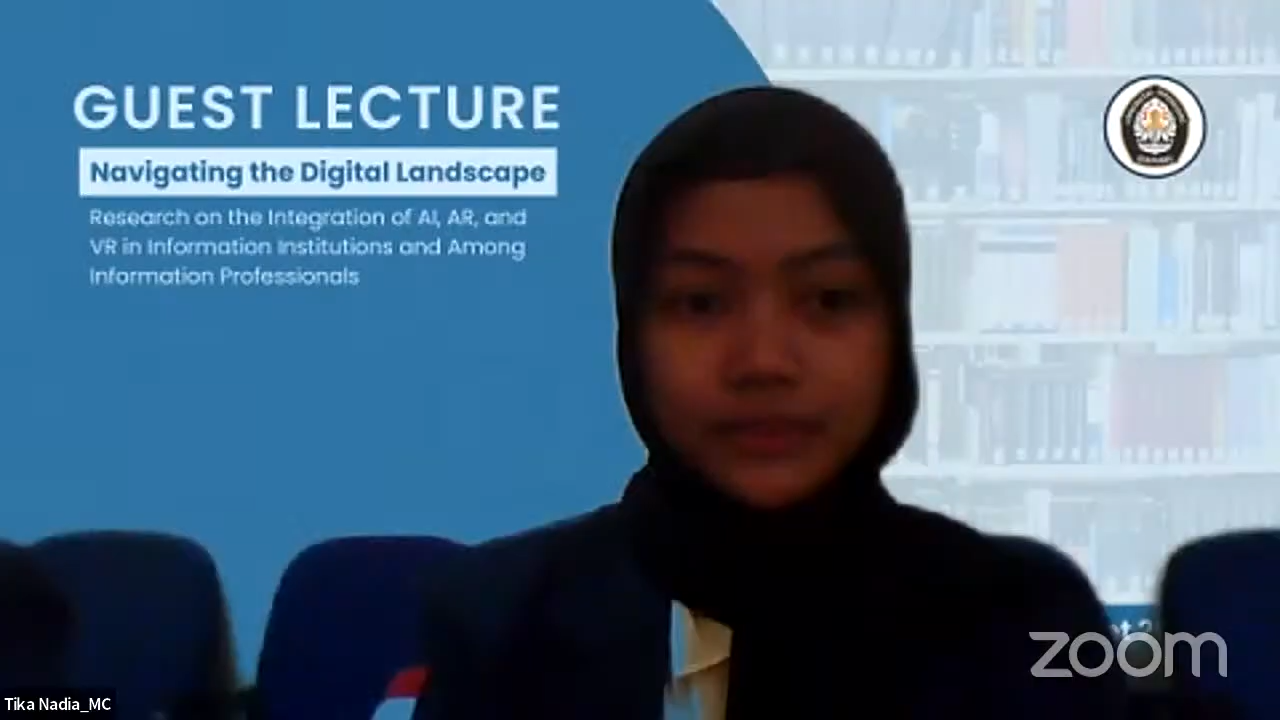 GUEST LECTURE
Navigating the Digital Landscape
Research on the Integration of AI, AR, and
VR in Information Institutions and Among
Information Professionals
zoom
Tika Nadia_MC